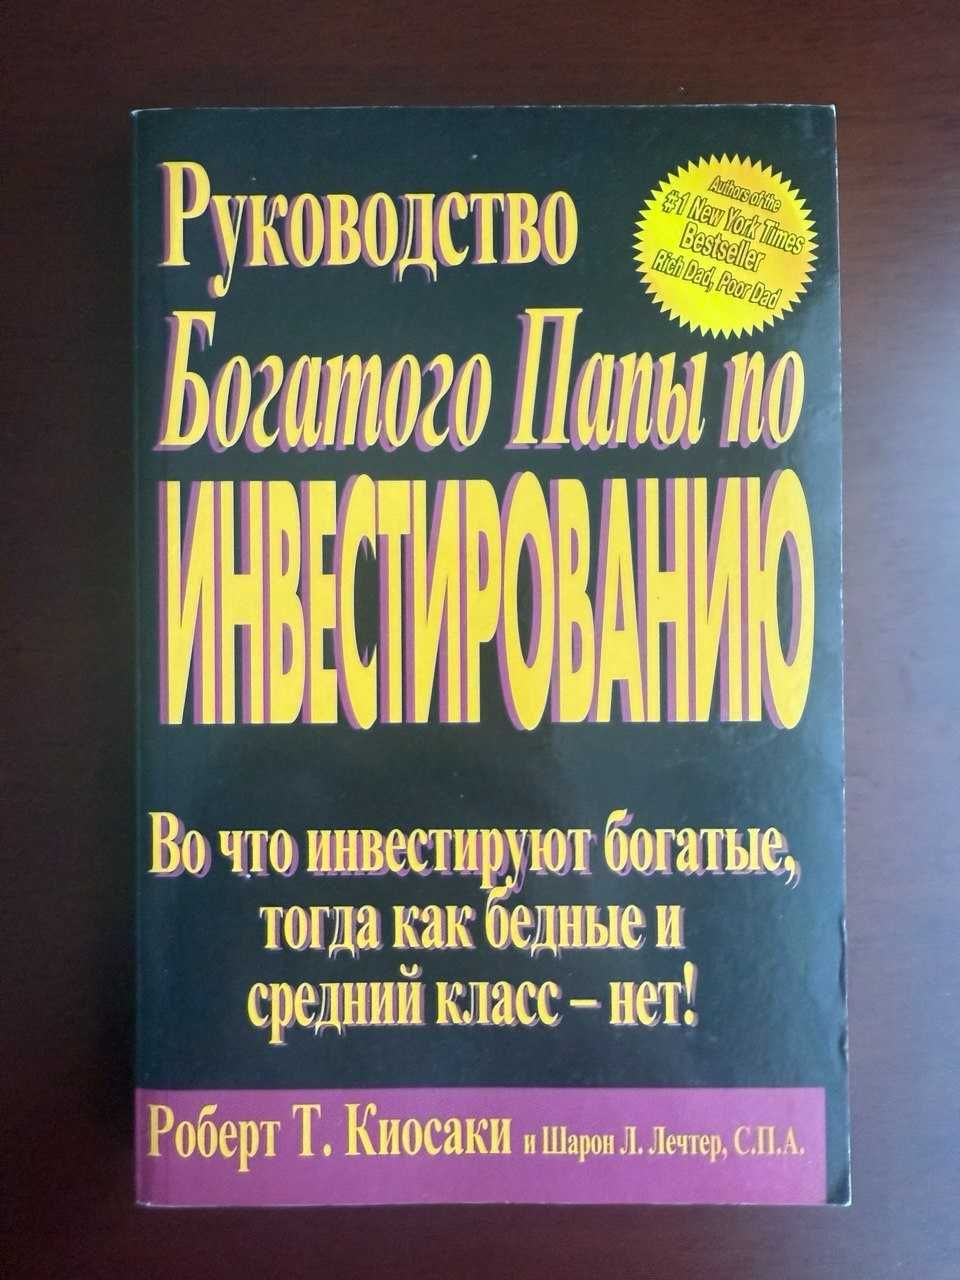 Руководство
Authors of the
#1 New York Times
Bestseller
Rich Dad, Poor Dad
Богатого Папы по
ИНВЕСТИРОВАНИЮ
Во что инвестируют богатые,
тогда как бедные и
средний класс – нет!
Роберт Т. Киосаки и Шарон Л. Лечтер, С.П.А.